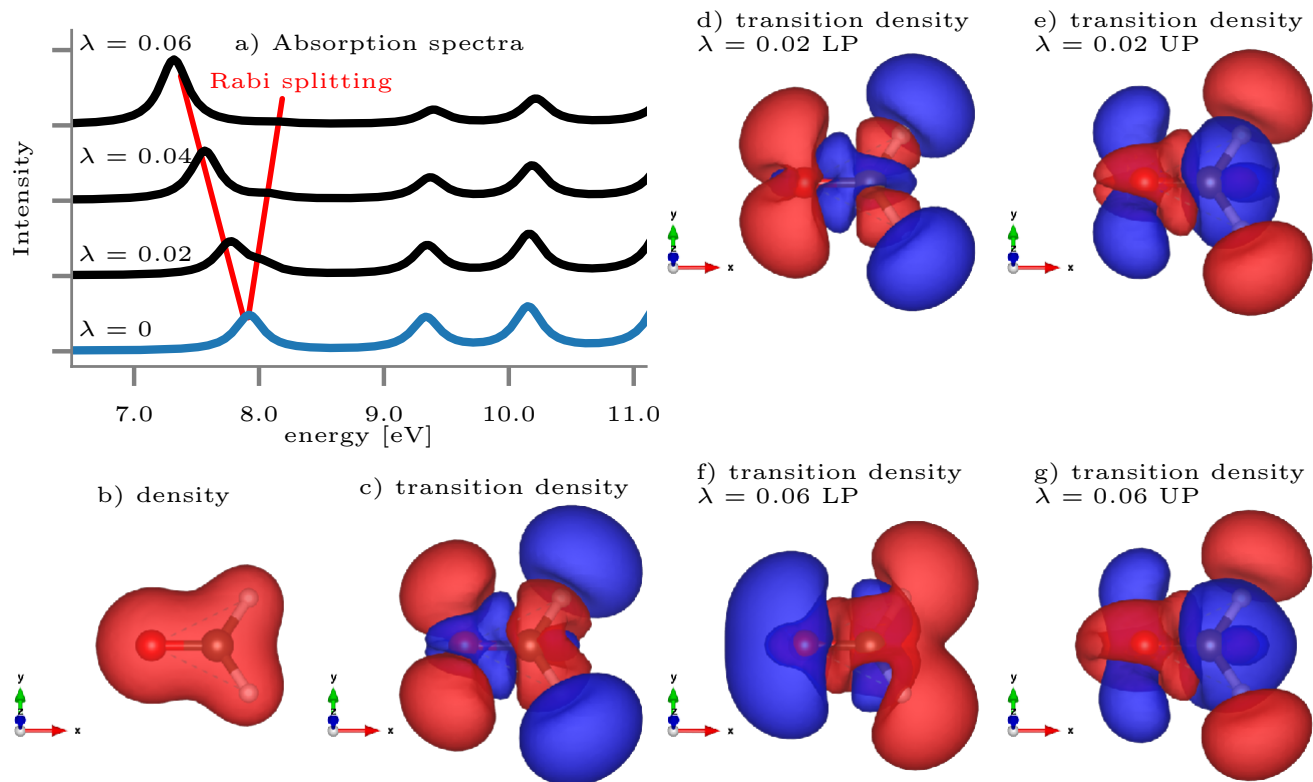 λ = 0.06
a) Absorption spectra
Rabi splitting
λ = 0.04
λ = 0.02
λ = 0
Intensity
7.0 8.0 9.0 10.0 11.0
energy [eV]
d) transition density
λ = 0.02 LP
y
z
x
e) transition density
λ = 0.02 UP
y
z
x
b) density
y
z
x
c) transition density
y
z
x
f) transition density
λ = 0.06 LP
y
z
x
g) transition density
λ = 0.06 UP
y
z
x